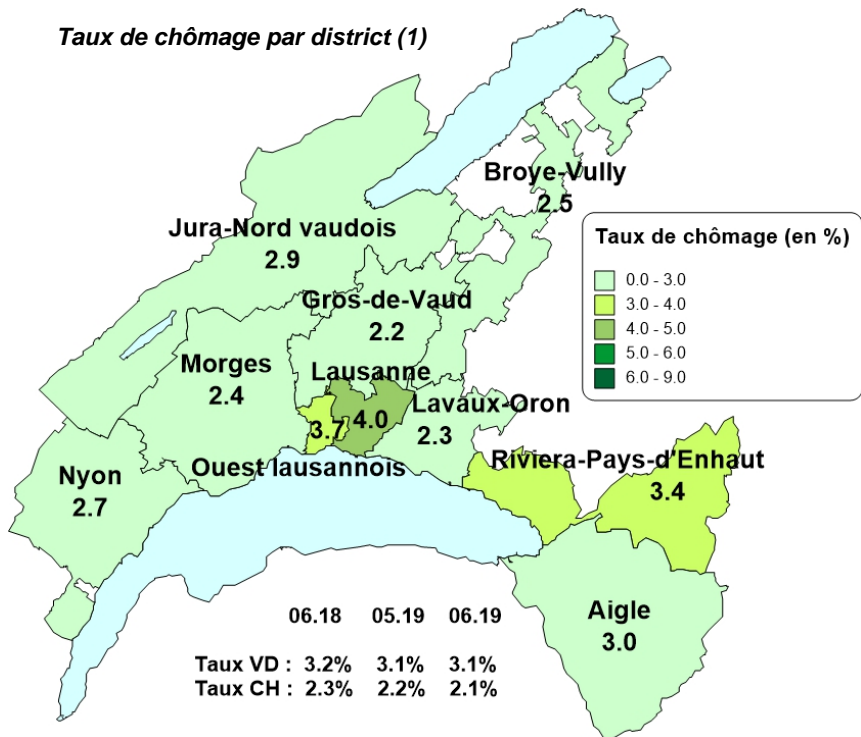 Taux de chômage par district (1)
Broye-Vully
2.5
Jura-Nord vaudois
2.9
Taux de chômage (en %)
0.0 - 3.0
3.0 - 4.0
4.0 - 5.0
5.0 - 6.0
6.0 - 9.0
Gros-de-Vaud
2.2
Morges
2.4
Lausanne
4.0
Lavaux-Oron
2.3
3.7
Ouest lausannois
Riviera-Pays-d'Enhaut
3.4
Nyon
2.7
Aigle
3.0
06.18 05.19 06.19
Taux VD : 3.2% 3.1% 3.1%
Taux CH : 2.3% 2.2% 2.1%